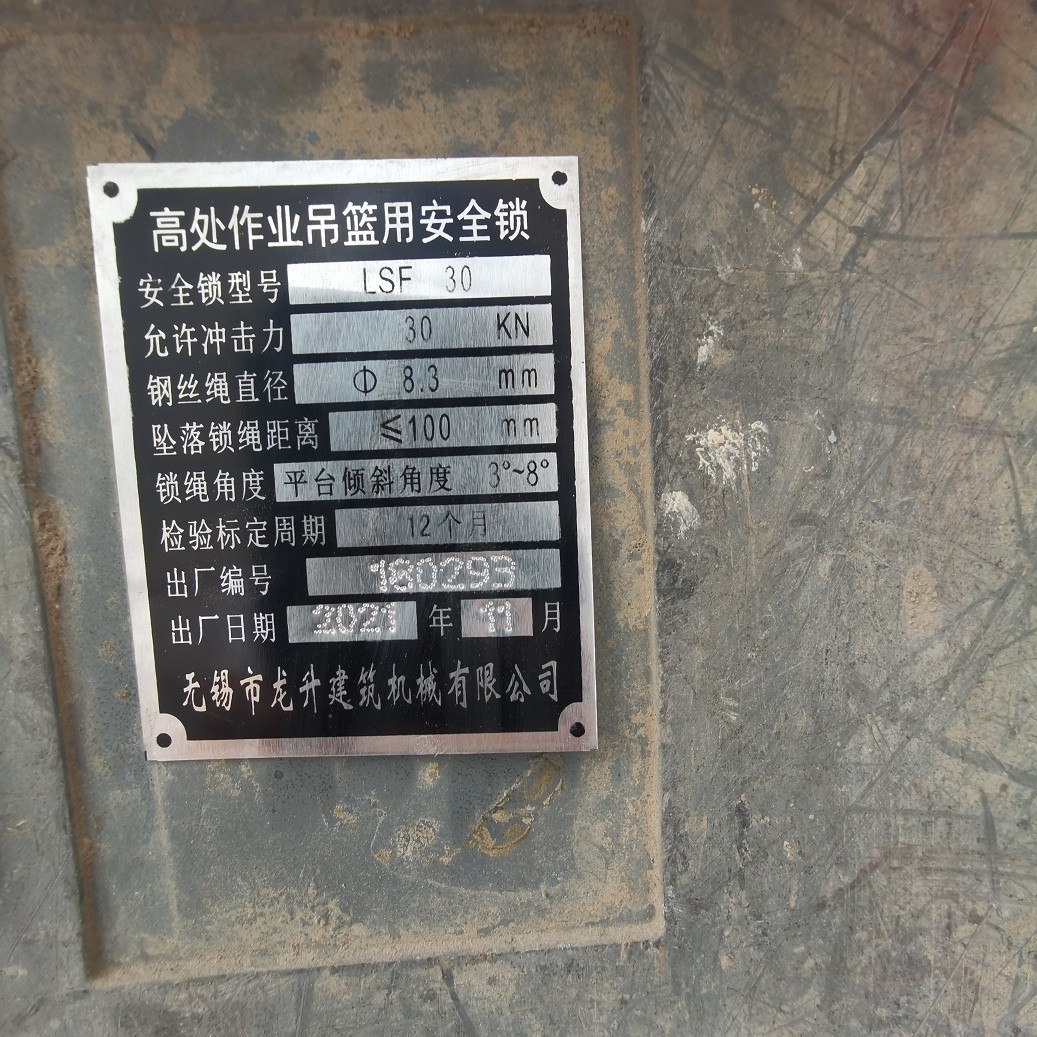 高处作业吊篮用安全锁
安全锁型号 LSF 30
允许冲击力 30 KN
钢丝绳直径 Φ 8.3 mm
坠落锁绳距离 ≤100 mm
锁绳角度 平台倾斜角度 3°~8°
检验标定周期 12个月
出厂编号 180293
出厂日期 2021 年 11 月
无锡市龙升建筑机械有限公司